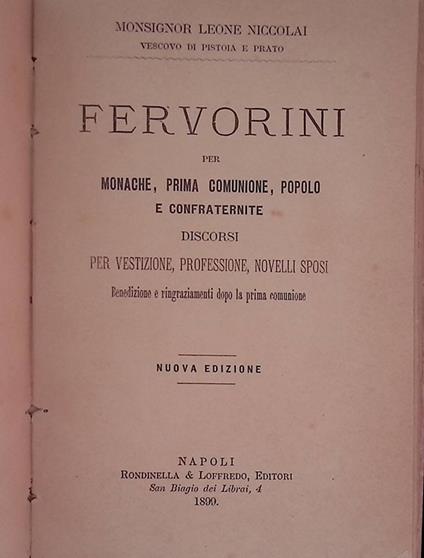 MONSIGNOR LEONE NICCOLAI
VESCOVO DI PISTOIA E PRATO
FERVORINI
PER
MONACHE, PRIMA COMUNIONE, POPOLO
E CONFRATERNITE
DISCORSI
PER VESTIZIONE, PROFESSIONE, NOVELLI SPOSI
Benedizione e ringraziamenti dopo la prima comunione
NUOVA EDIZIONE
NAPOLI
RONDINELLA & LOFFREDO, EDITORI
San Biagio dei Librai, 4
1899.